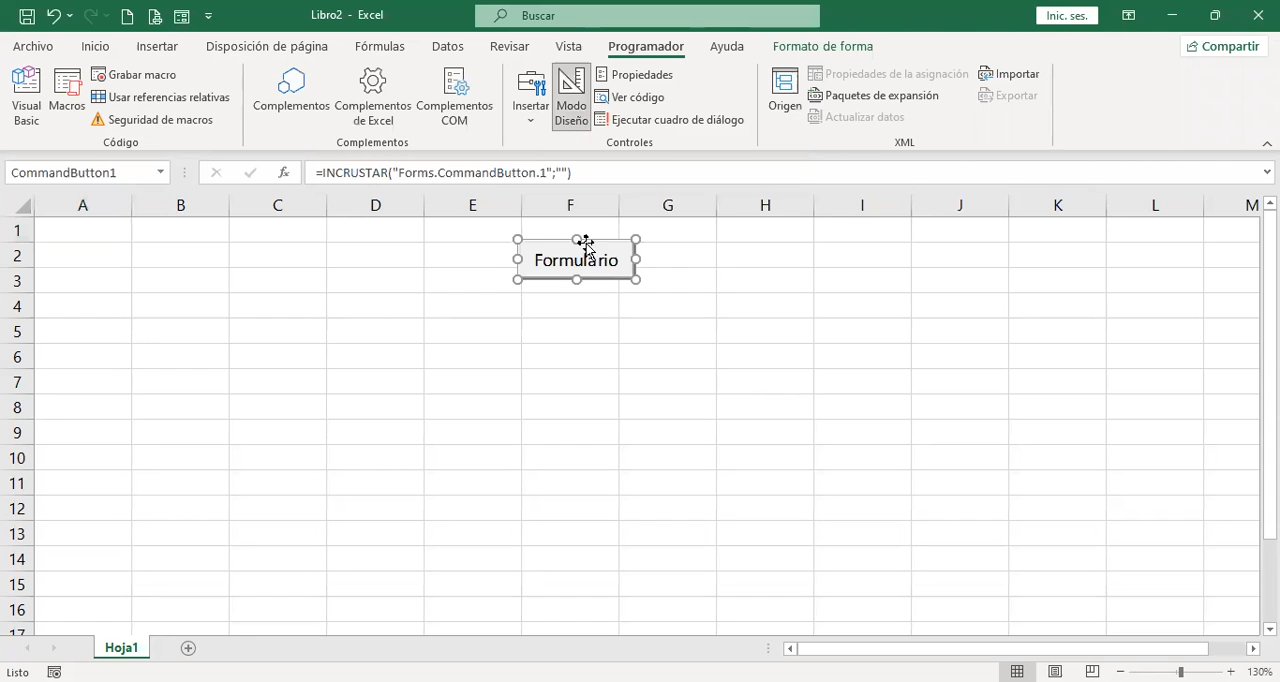 Libro2 - Excel
Buscar
Inic. ses.
Archivo Inicio Insertar Disposición de página Fórmulas Datos Revisar Vista Programador Ayuda Formato de forma Compartir
Visual Basic
Macros
Grabar macro
Usar referencias relativas
Seguridad de macros
Código
Complementos
Complementos de Excel
Complementos COM
Complementos
Insertar
Modo Diseño
Propiedades
Ver código
Ejecutar cuadro de diálogo
Controles
Origen
Propiedades de la asignación
Paquetes de expansión
Actualizar datos
Importar
Exportar
XML
CommandButton1 fx =INCRUSTAR("Forms.CommandButton.1";"")
A B C D E F G H I J K L M
1
2
3
Formulario
4
5
6
7
8
9
10
11
12
13
14
15
16
17
Hoja1
Listo 130%